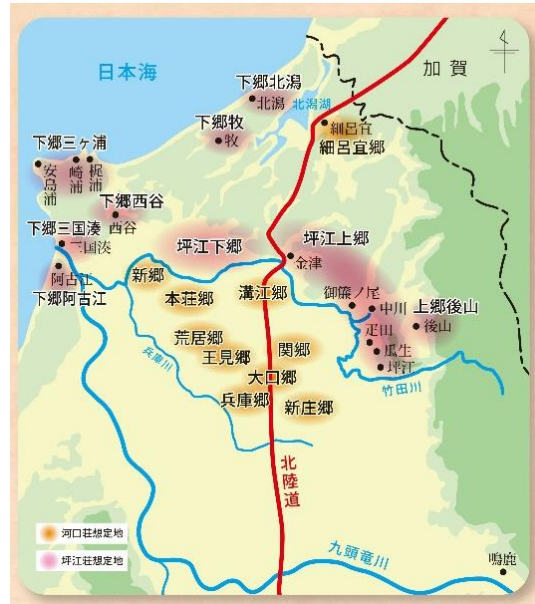 日本海
加賀
下郷北潟
北潟
北潟湖
下郷牧
牧
細呂宜
細呂宜郷
下郷三ヶ浦
安島浦
崎浦
梶浦
下郷西谷
西谷
下郷三国湊
三国湊
坪江下郷
坪江上郷
金津
阿古江
下郷阿古江
新郷
本荘郷
溝江郷
御簾ノ尾
中川
上郷後山
後山
疋田
瓜生
坪江
荒居郷
王見郷
関郷
兵庫川
大口郷
竹田川
兵庫郷
新庄郷
北陸道
河口荘想定地
坪江荘想定地
九頭竜川
鳴鹿